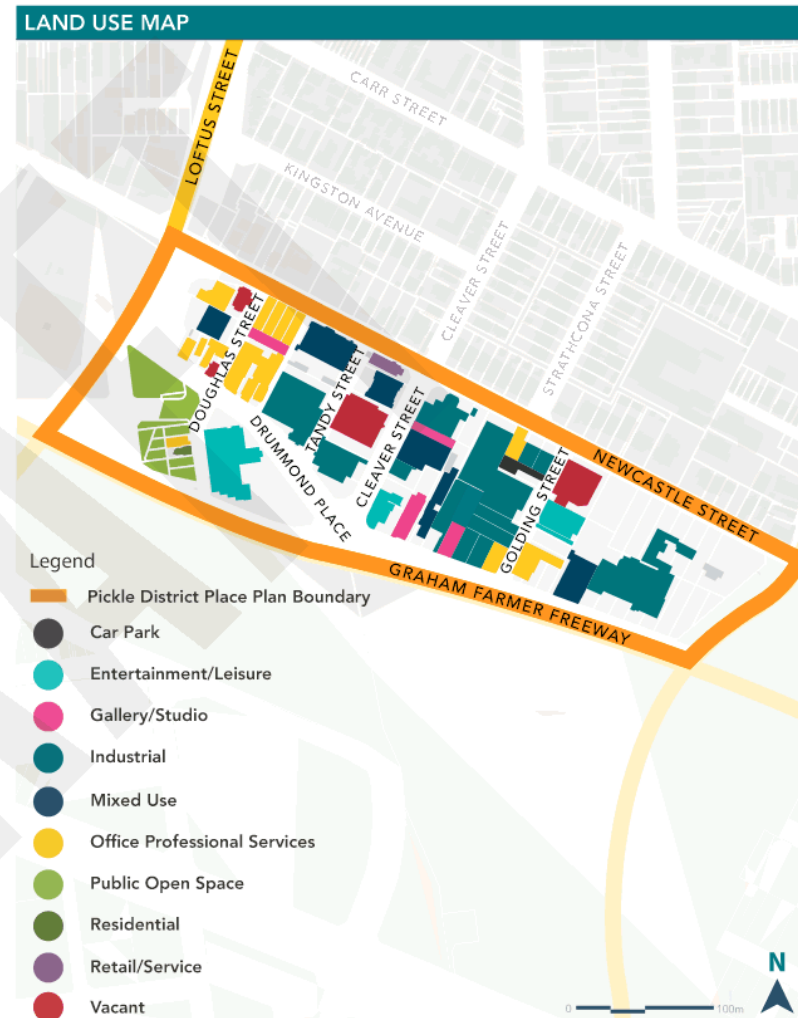 LAND USE MAP
LOFTUS STREET
CARR STREET
KINGSTON AVENUE
CLEAVER STREET
STRATHCONA STREET
DOUGHLAS STREET
TANDY STREET
DRUMMOND PLACE
CLEAVER STREET
GOLDING STREET
NEWCASTLE STREET
GRAHAM FARMER FREEWAY
Legend
Pickle District Place Plan Boundary
Car Park
Entertainment/Leisure
Gallery/Studio
Industrial
Mixed Use
Office Professional Services
Public Open Space
Residential
Retail/Service
Vacant
N
0 100m